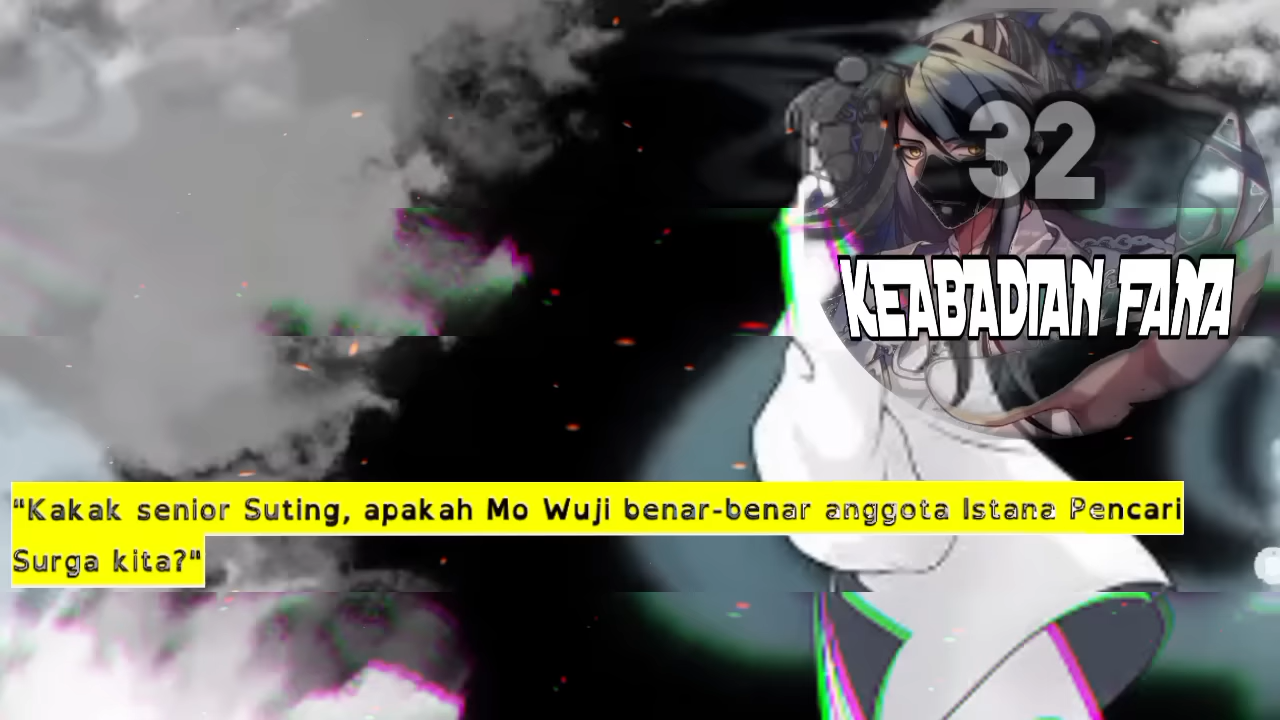 32
KEABADIAN FANA
"Kakak senior Suting, apakah Mo Wuji benar-benar anggota Istana Pencari
Surga kita?"